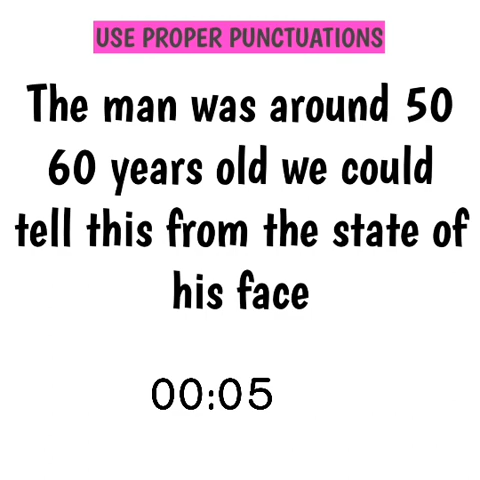 USE PROPER PUNCTUATIONS
The man was around 50
60 years old we could
tell this from the state of
his face
00:05